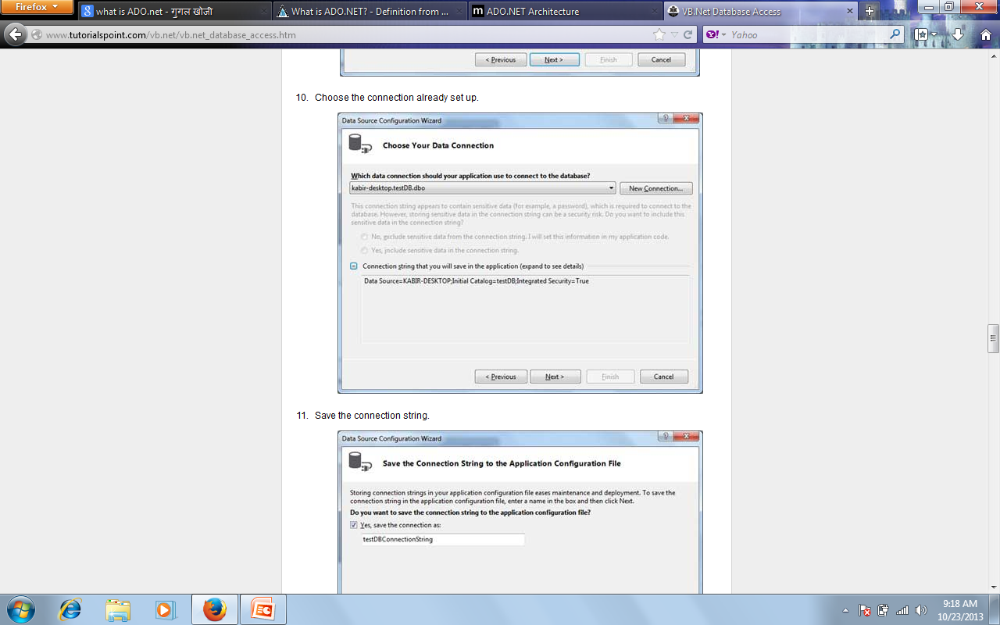 Firefox
what is ADO.net - गुगल खोजी
What is ADO.NET? - Definition from ...
ADO.NET Architecture
VB.Net Database Access
www.tutorialspoint.com/vb.net/vb.net_database_access.htm
Yahoo
< Previous
Next >
Finish
Cancel
10. Choose the connection already set up.
Data Source Configuration Wizard
Choose Your Data Connection
Which data connection should your application use to connect to the database?
kabir-desktop.testDB.dbo
New Connection...
This connection string appears to contain sensitive data (for example, a password), which is required to connect to the
database. However, storing sensitive data in the connection string can be a security risk. Do you want to include this
sensitive data in the connection string?
No, exclude sensitive data from the connection string. I will set this information in my application code.
Yes, include sensitive data in the connection string.
Connection string that you will save in the application (expand to see details)
Data Source=KABIR-DESKTOP;Initial Catalog=testDB;Integrated Security=True
< Previous
Next >
Finish
Cancel
11. Save the connection string.
Data Source Configuration Wizard
Save the Connection String to the Application Configuration File
Storing connection strings in your application configuration file eases maintenance and deployment. To save the
connection string in the application configuration file, enter a name in the box and then click Next.
Do you want to save the connection string to the application configuration file?
Yes, save the connection as:
testDBConnectionString
9:18 AM
10/23/2013